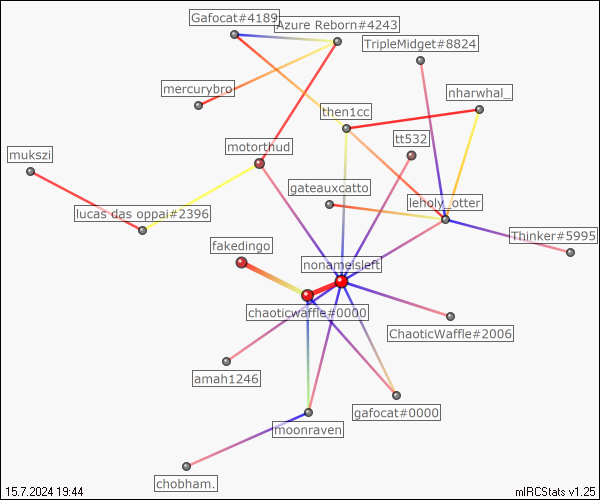 Gafocat#4189
Azure Reborn#4243
TripleMidget#8824
mercurybro
nharwhal_
then1cc
tt532
motorthud
mukszi
gateauxcatto
leholy_otter
lucas das oppai#2396
Thinker#5995
fakedingo
nonameisleft
chaoticwaffle#0000
ChaoticWaffle#2006
amah1246
gafocat#0000
moonraven
chobham.
15.7.2024 19:44
mIRCStats v1.25